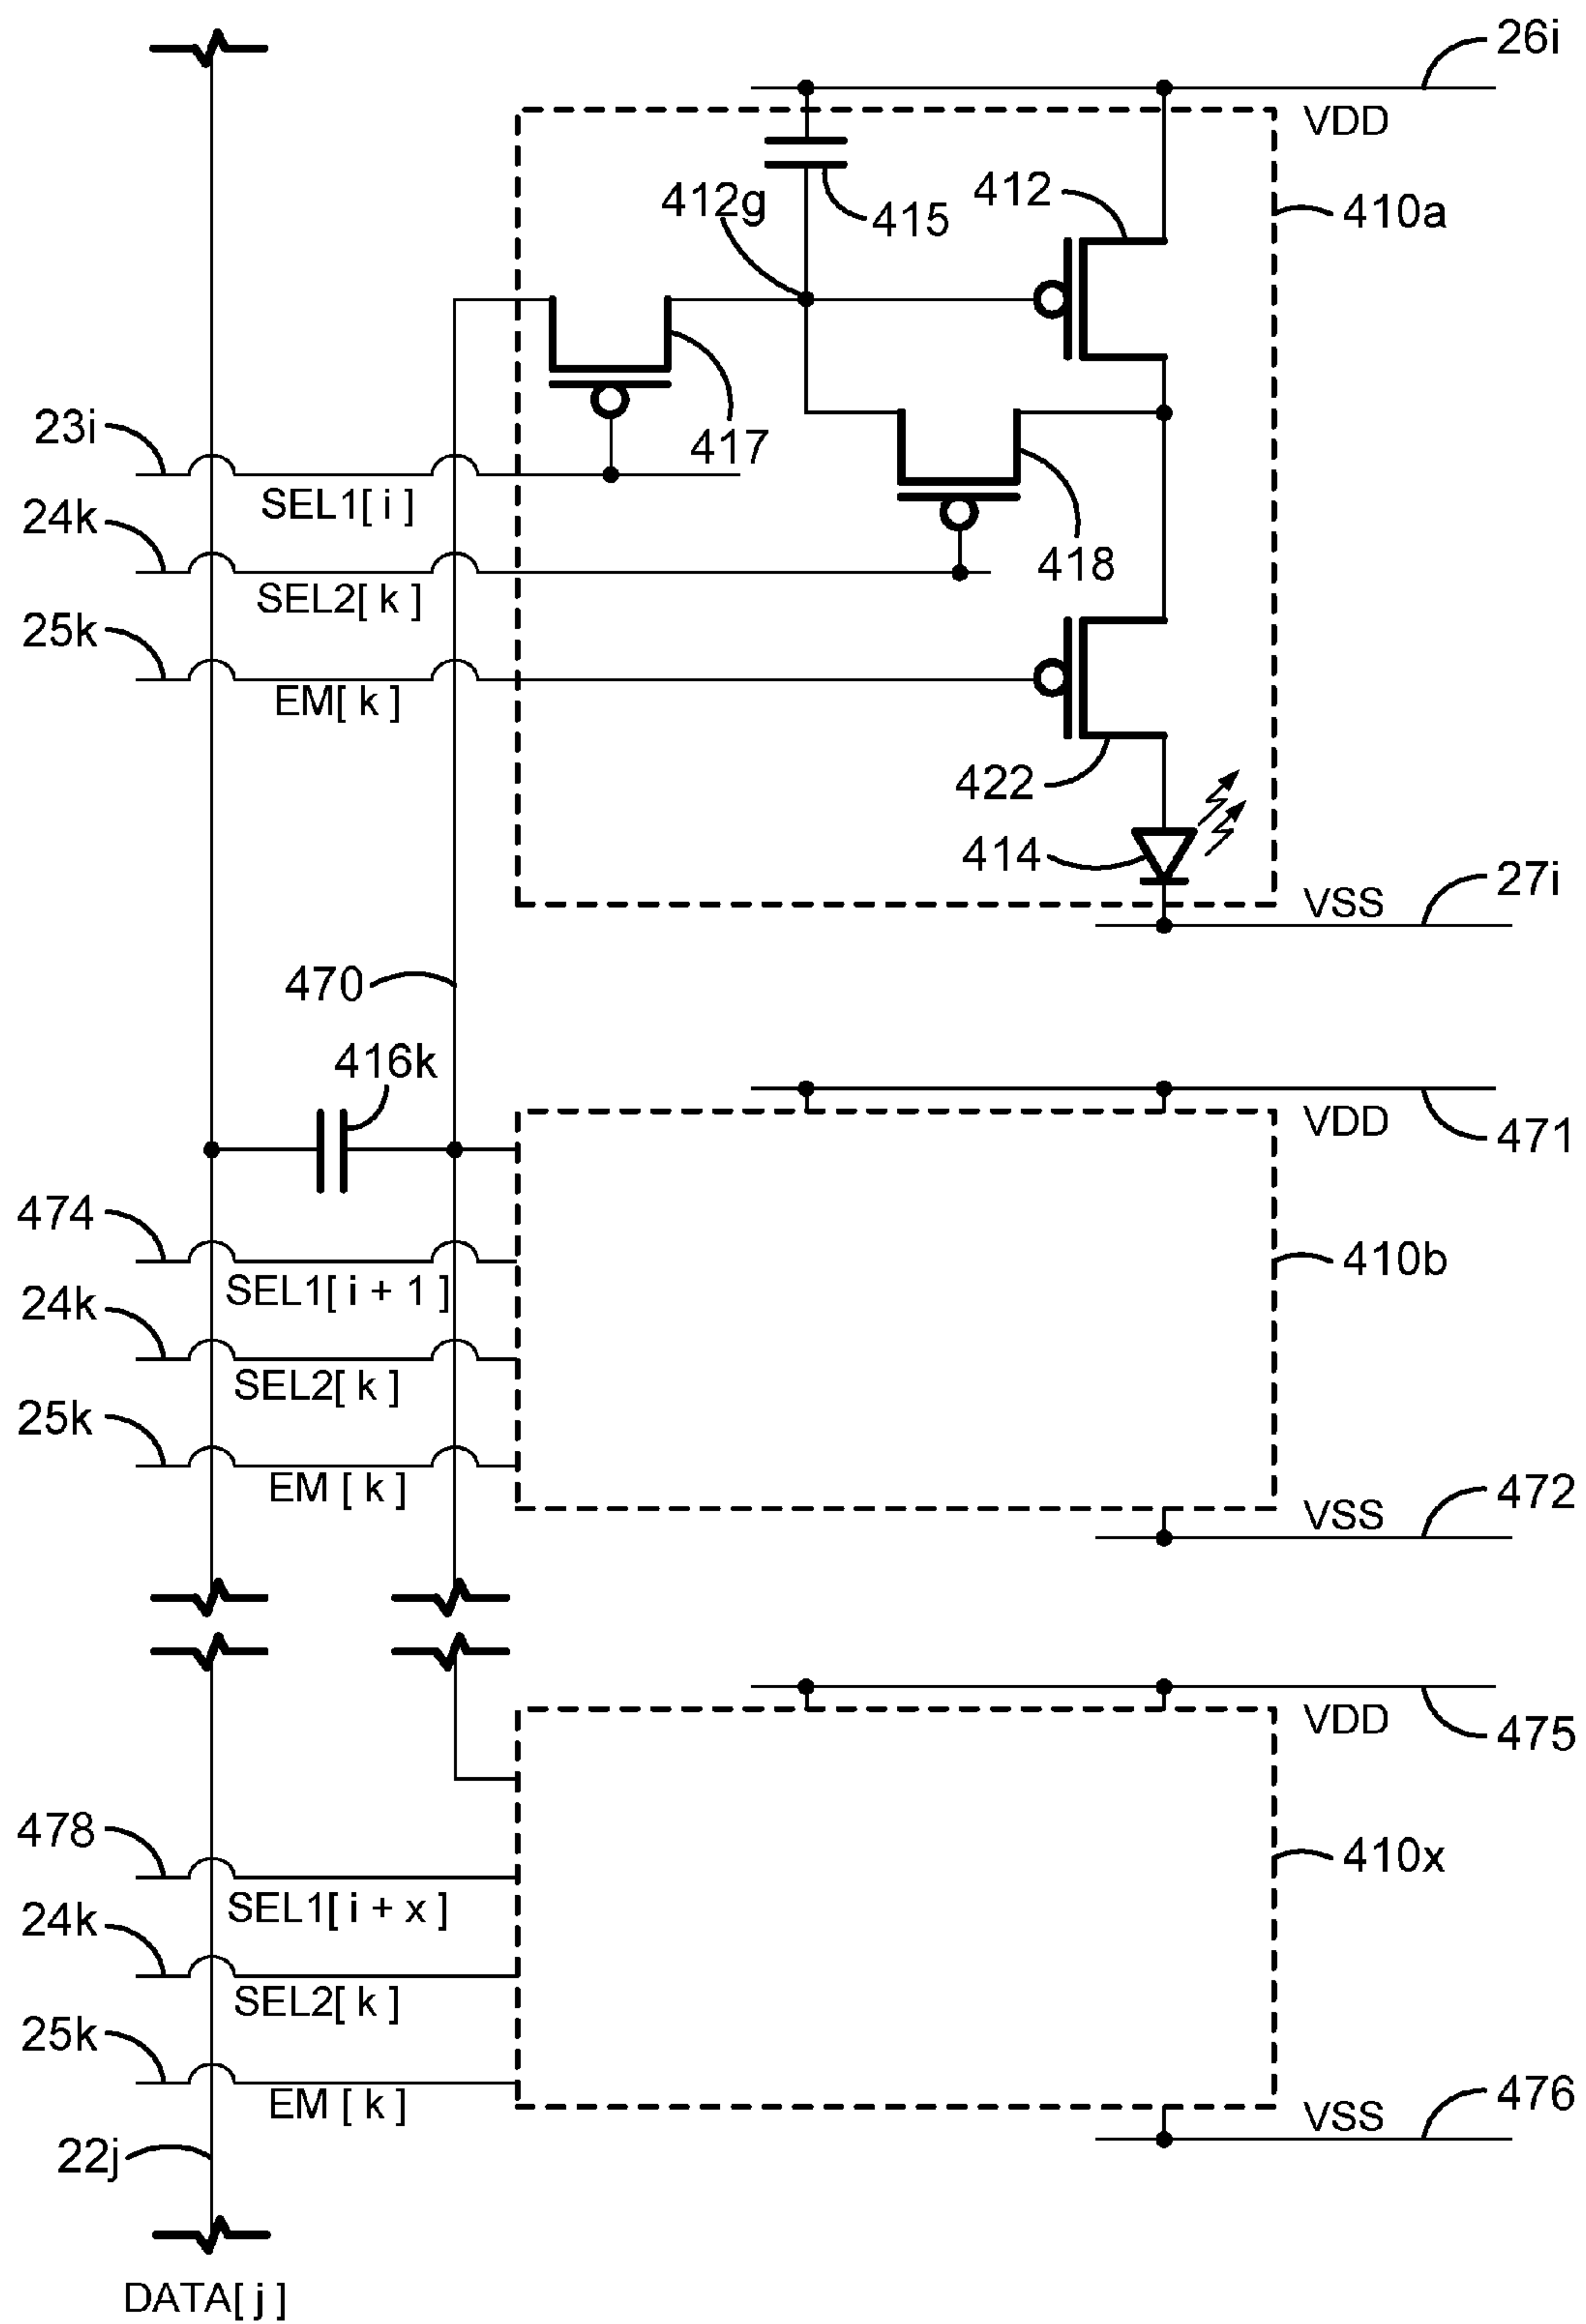 26i
VDD
412g
412
415
410a
23i
417
SEL1[ i ]
24k
418
SEL2[ k ]
25k
EM[ k ]
422
414
27i
VSS
470
416k
VDD
471
474
410b
SEL1[ i + 1 ]
24k
SEL2[ k ]
25k
EM [ k ]
472
VSS
VDD
475
478
410x
SEL1[ i + x ]
24k
SEL2[ k ]
25k
EM [ k ]
476
VSS
22j
DATA[ j ]